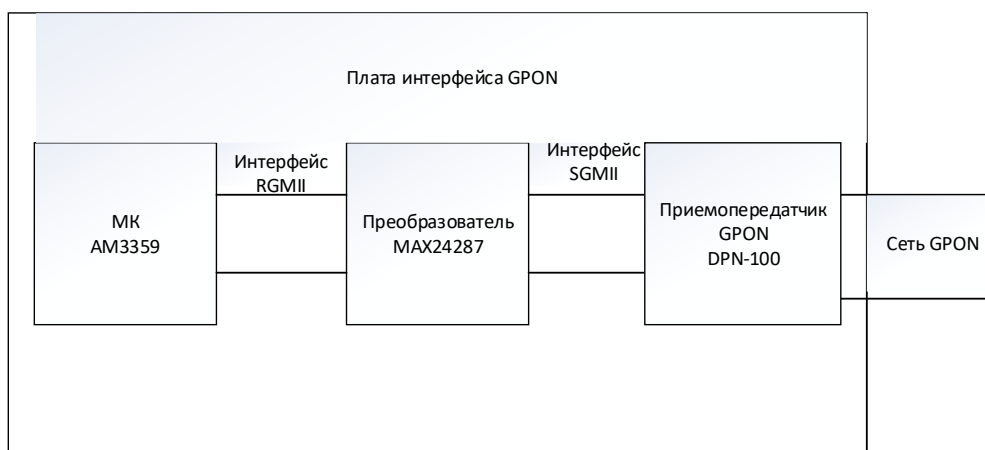 Плата интерфейса GPON
Интерфейс
RGMII
Интерфейс
SGMII
МК
AM3359
Преобразователь
MAX24287
Приемопередатчик
GPON
DPN-100
Сеть GPON